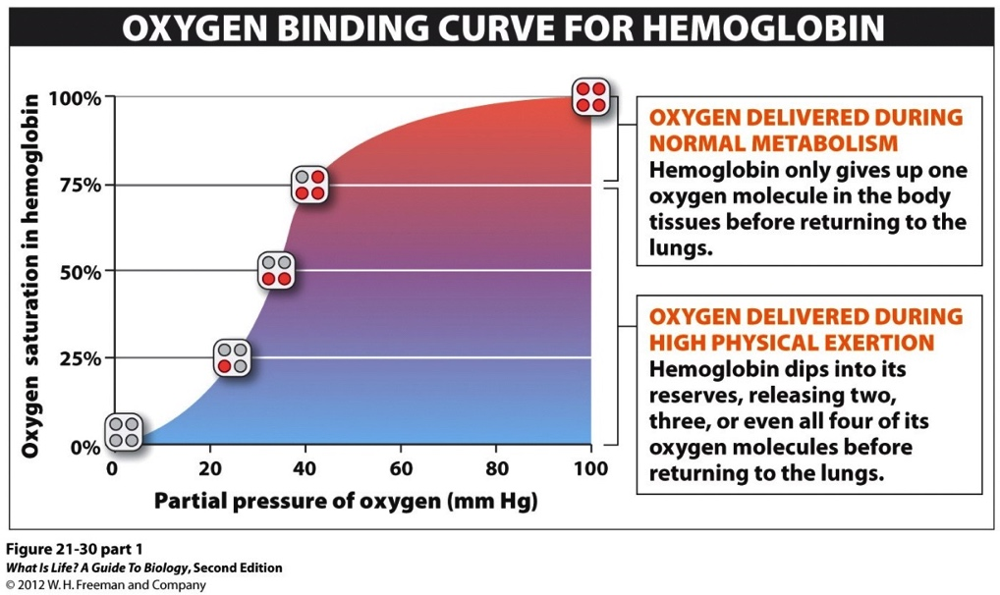 OXYGEN BINDING CURVE FOR HEMOGLOBIN
Oxygen saturation in hemoglobin
100%
75%
50%
25%
0%
0 20 40 60 80 100
Partial pressure of oxygen (mm Hg)
OXYGEN DELIVERED DURING
NORMAL METABOLISM
Hemoglobin only gives up one
oxygen molecule in the body
tissues before returning to the
lungs.
OXYGEN DELIVERED DURING
HIGH PHYSICAL EXERTION
Hemoglobin dips into its
reserves, releasing two,
three, or even all four of its
oxygen molecules before
returning to the lungs.
Figure 21-30 part 1
What Is Life? A Guide To Biology, Second Edition
© 2012 W. H. Freeman and Company